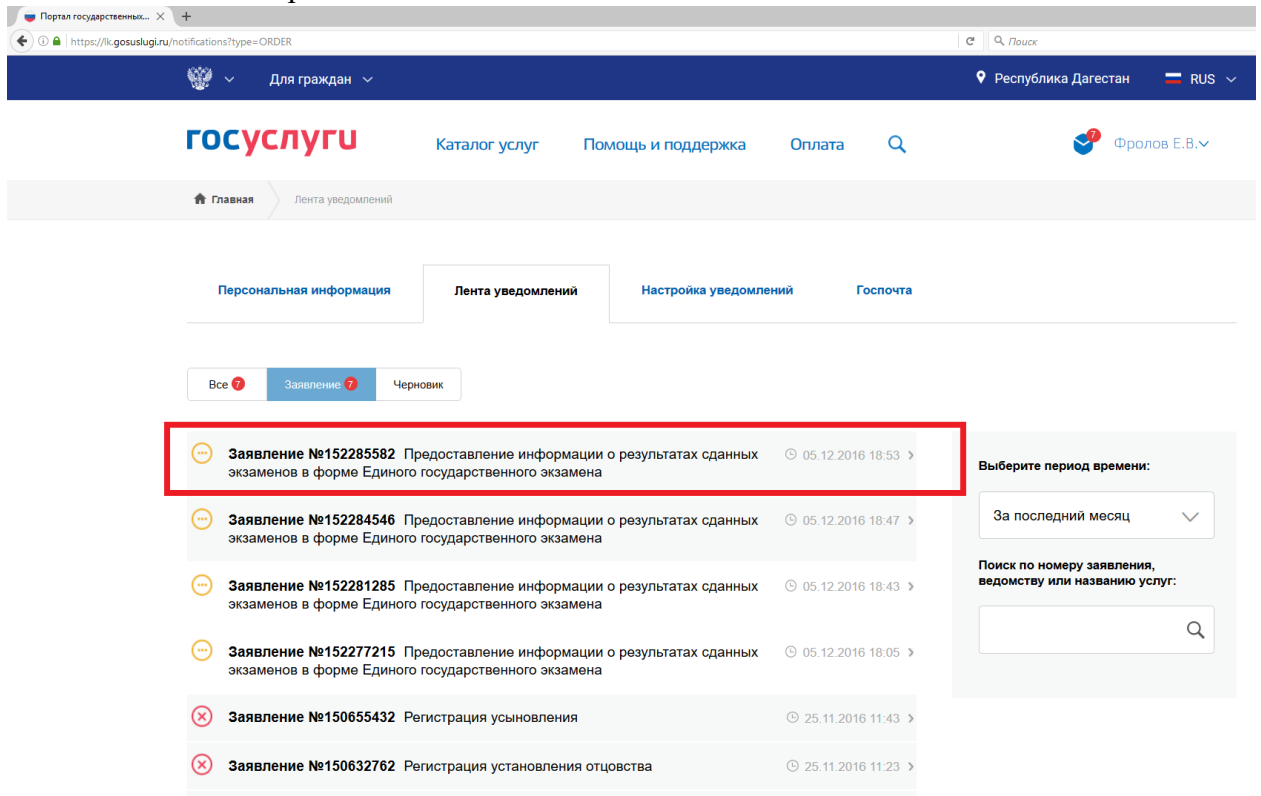 Портал государственных...
https://lk.gosuslugi.ru/notifications?type=ORDER
Поиск
Для граждан
Республика Дагестан
RUS
госуслуги
Каталог услуг
Помощь и поддержка
Оплата
7
Фролов Е.В.
Главная
Лента уведомлений
Персональная информация
Лента уведомлений
Настройка уведомлений
Госпочта
Все 7
Заявление 7
Черновик
Заявление №152285582 Предоставление информации о результатах сданных
экзаменов в форме Единого государственного экзамена
05.12.2016 18:53
Заявление №152284546 Предоставление информации о результатах сданных
экзаменов в форме Единого государственного экзамена
05.12.2016 18:47
Заявление №152281285 Предоставление информации о результатах сданных
экзаменов в форме Единого государственного экзамена
05.12.2016 18:43
Заявление №152277215 Предоставление информации о результатах сданных
экзаменов в форме Единого государственного экзамена
05.12.2016 18:05
Заявление №150655432 Регистрация усыновления
25.11.2016 11:43
Заявление №150632762 Регистрация установления отцовства
25.11.2016 11:23
Выберите период времени:
За последний месяц
Поиск по номеру заявления,
ведомству или названию услуг: